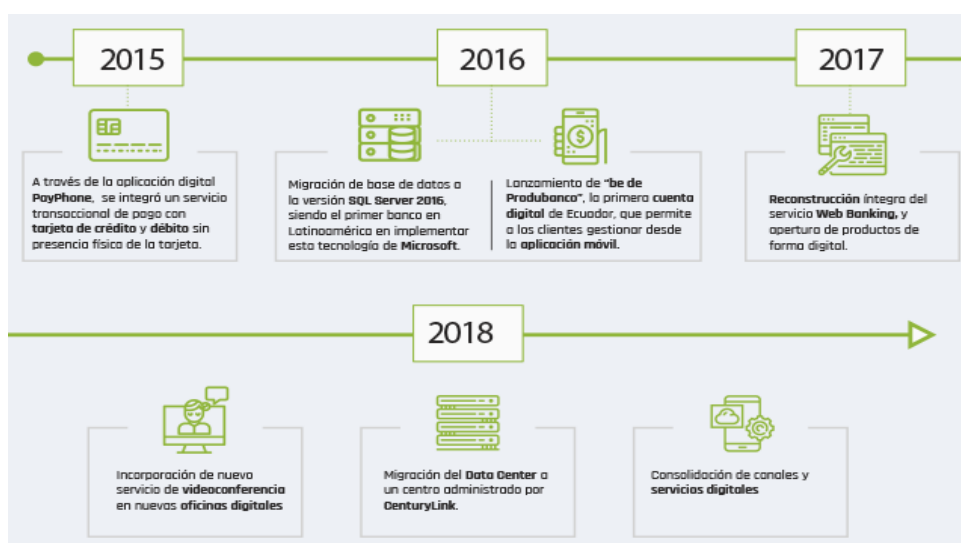 2015
2016
2017
A través de la aplicación digital
PayPhone, se integró un servicio
transaccional de pago con
tarjeta de crédito y débito sin
presencia física de la tarjeta.
Migración de base de datos a
la versión SQL Server 2016,
siendo el primer banco en
Latinoamérica en implementar
esta tecnología de Microsoft.
Lanzamiento de “be de
Produbanco”, la primera cuenta
digital de Ecuador, que permite
a los clientes gestionar desde
la aplicación móvil.
Reconstrucción íntegra del
servicio Web Banking, y
apertura de productos de
forma digital.
2018
Incorporación de nuevo
servicio de videoconferencia
en nuevas oficinas digitales
Migración del Data Center a
un centro administrado por
CenturyLink.
Consolidación de canales y
servicios digitales